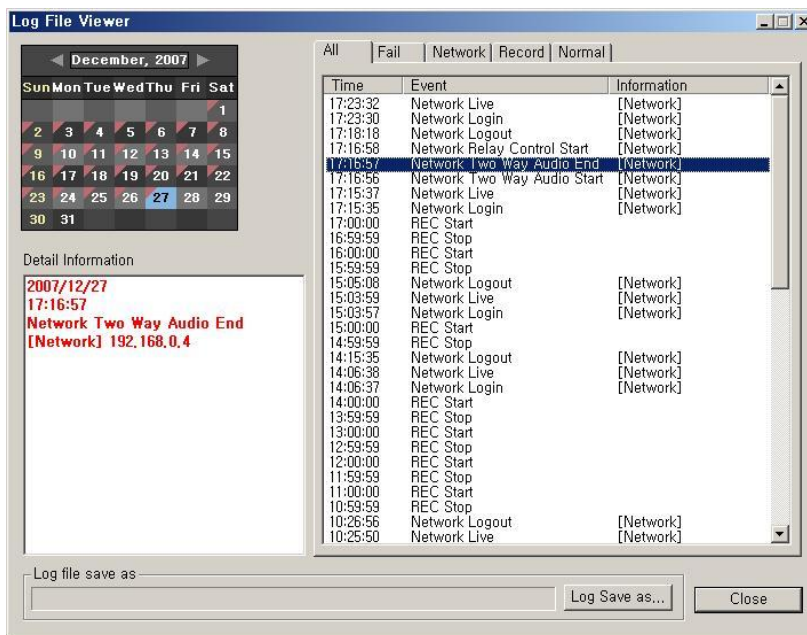 Log File Viewer
December, 2007
Sun Mon Tue Wed Thu Fri Sat
1
2 3 4 5 6 7 8
9 10 11 12 13 14 15
16 17 18 19 20 21 22
23 24 25 26 27 28 29
30 31
Detail Information
2007/12/27
17:16:57
Network Two Way Audio End
[Network] 192,168,0,4
All Fail Network Record Normal
Time Event Information
17:23:32 Network Live [Network]
17:23:30 Network Login [Network]
17:18:18 Network Logout [Network]
17:16:58 Network Relay Control Start [Network]
17:16:57 Network Two Way Audio End [Network]
17:16:56 Network Two Way Audio Start [Network]
17:15:37 Network Live [Network]
17:15:35 Network Login [Network]
17:00:00 REC Start
16:59:59 REC Stop
16:00:00 REC Start
15:59:59 REC Stop
15:05:08 Network Logout [Network]
15:03:59 Network Live [Network]
15:03:57 Network Login [Network]
15:00:00 REC Start
14:59:59 REC Stop
14:15:35 Network Logout [Network]
14:06:38 Network Live [Network]
14:06:37 Network Login [Network]
14:00:00 REC Start
13:59:59 REC Stop
13:00:00 REC Start
12:59:59 REC Stop
12:00:00 REC Start
11:59:59 REC Stop
11:00:00 REC Start
10:59:59 REC Stop
10:26:56 Network Logout [Network]
10:25:50 Network Live [Network]
Log file save as
Log Save as...
Close